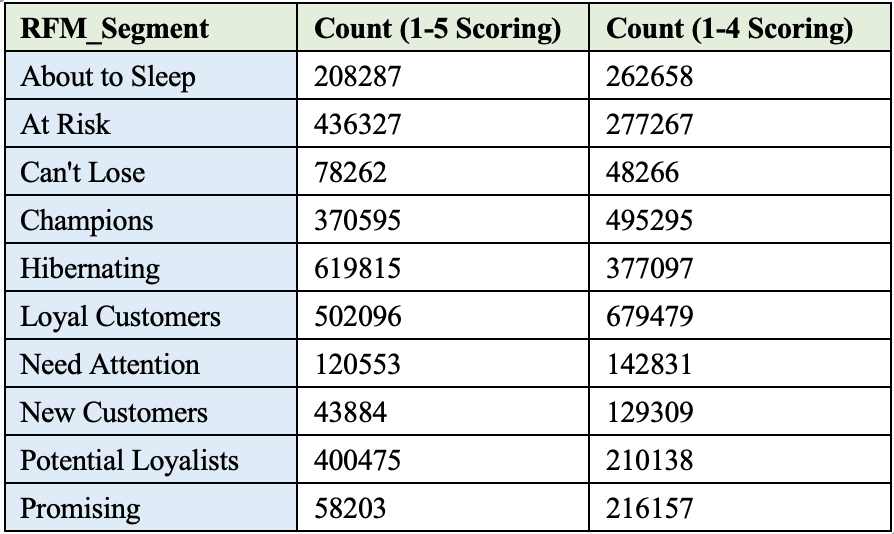 RFM_Segment Count (1-5 Scoring) Count (1-4 Scoring)
About to Sleep 208287 262658
At Risk 436327 277267
Can't Lose 78262 48266
Champions 370595 495295
Hibernating 619815 377097
Loyal Customers 502096 679479
Need Attention 120553 142831
New Customers 43884 129309
Potential Loyalists 400475 210138
Promising 58203 216157